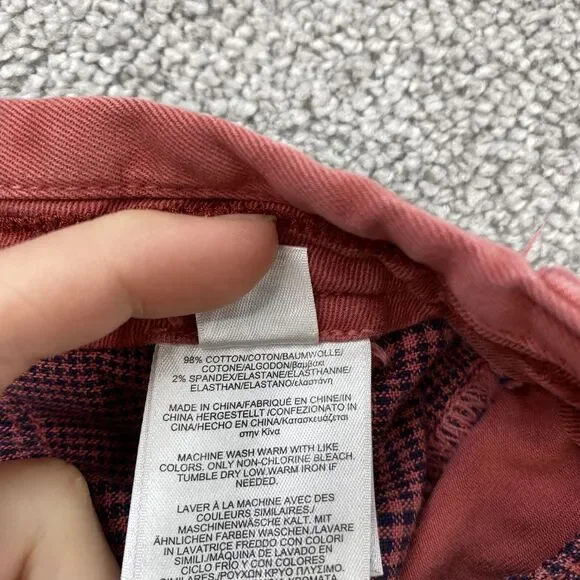 98% COTTON/COTON/BAUMWOLLE/
COTONE/ALGODON/βαμβακι
2% SPANDEX/ELASTANE/ELASTHANNE/
ELASTHAN/ELASTANO/ελαστάνη
MADE IN CHINA/FABRIQUÉ EN CHINE/IN
CHINA HERGESTELLT /CONFEZIONATO IN
CINA/HECHO EN CHINA/Κατασκευάζεται
στην Κίνα
MACHINE WASH WARM WITH LIKE
COLORS. ONLY NON-CHLORINE BLEACH.
TUMBLE DRY LOW.WARM IRON IF
NEEDED.
LAVER À LA MACHINE AVEC DES
COULEURS SIMILAIRES./
MASCHINENWÄSCHE KALT. MIT
ÄHNLICHEN FARBEN WASCHEN./LAVARE
IN LAVATRICE FREDDO CON COLORI
SIMILI./MÁQUINA DE LAVADO EN
CICLO FRÍO Y CON COLORES